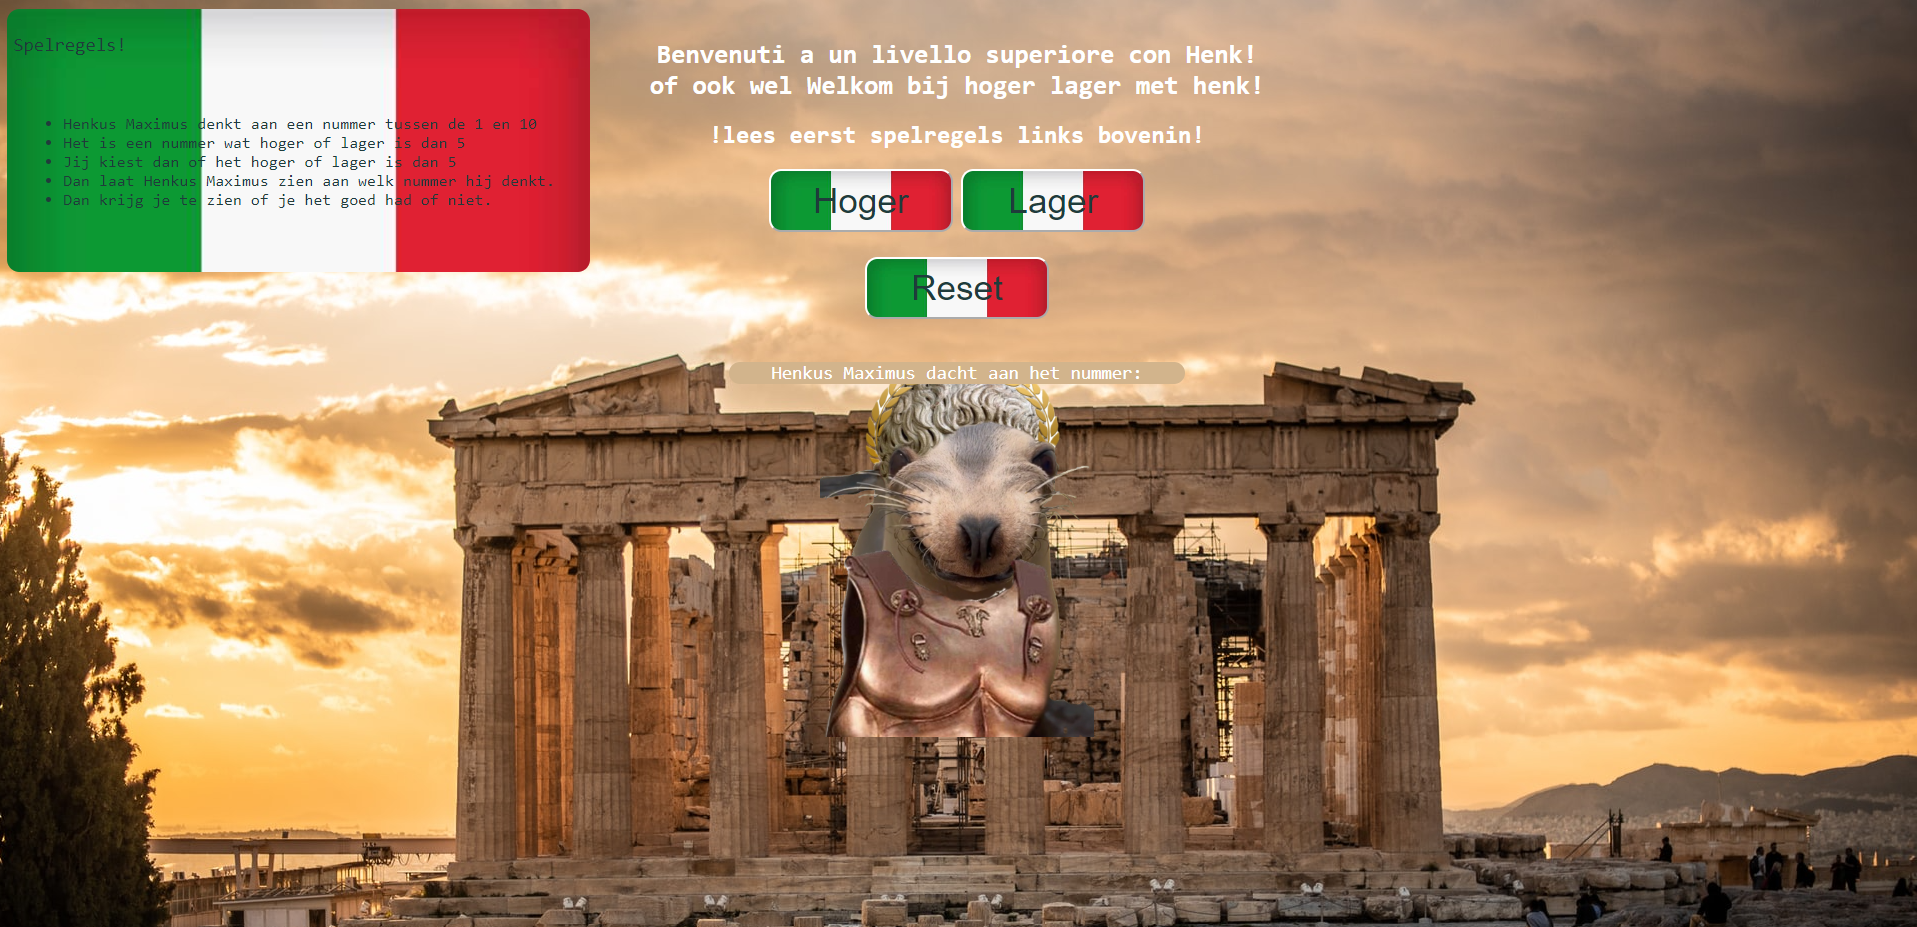 Spelregels!
Henkus Maximus denkt aan een nummer tussen de 1 en 10
Het is een nummer wat hoger of lager is dan 5
Jij kiest dan of het hoger of lager is dan 5
Dan laat Henkus Maximus zien aan welk nummer hij denkt.
Dan krijg je te zien of je het goed had of niet.
Benvenuti a un livello superiore con Henk!
of ook wel Welkom bij hoger lager met henk!
!lees eerst spelregels links bovenin!
Hoger
Lager
Reset
Henkus Maximus dacht aan het nummer: